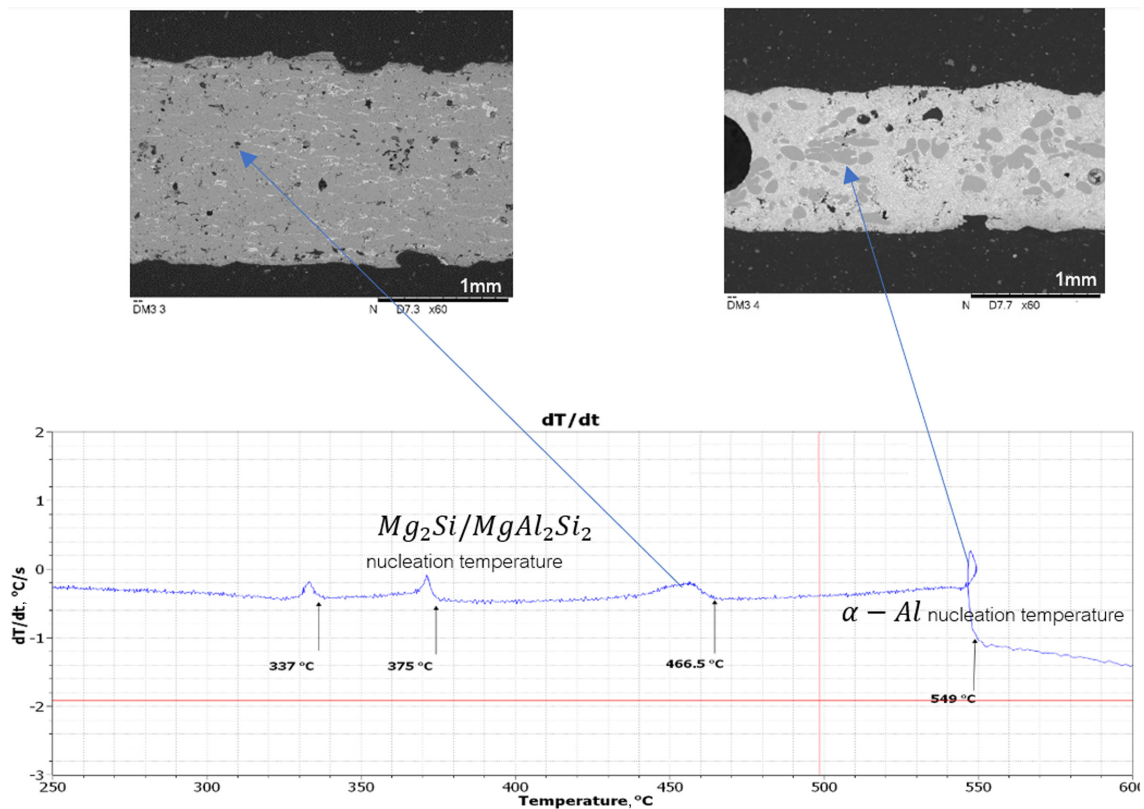 1mm
DM3 3 N D7.3 x60
1mm
DM3 4 N D7.7 x60
dT/dt
2
1
0
-1
-2
-3
dT/dt, °C/s
Mg₂Si/MgAl₂Si₂
nucleation temperature
α − Al nucleation temperature
337 °C
375 °C
466.5 °C
549 °C
250
300
350
400
450
500
550
600
Temperature, °C